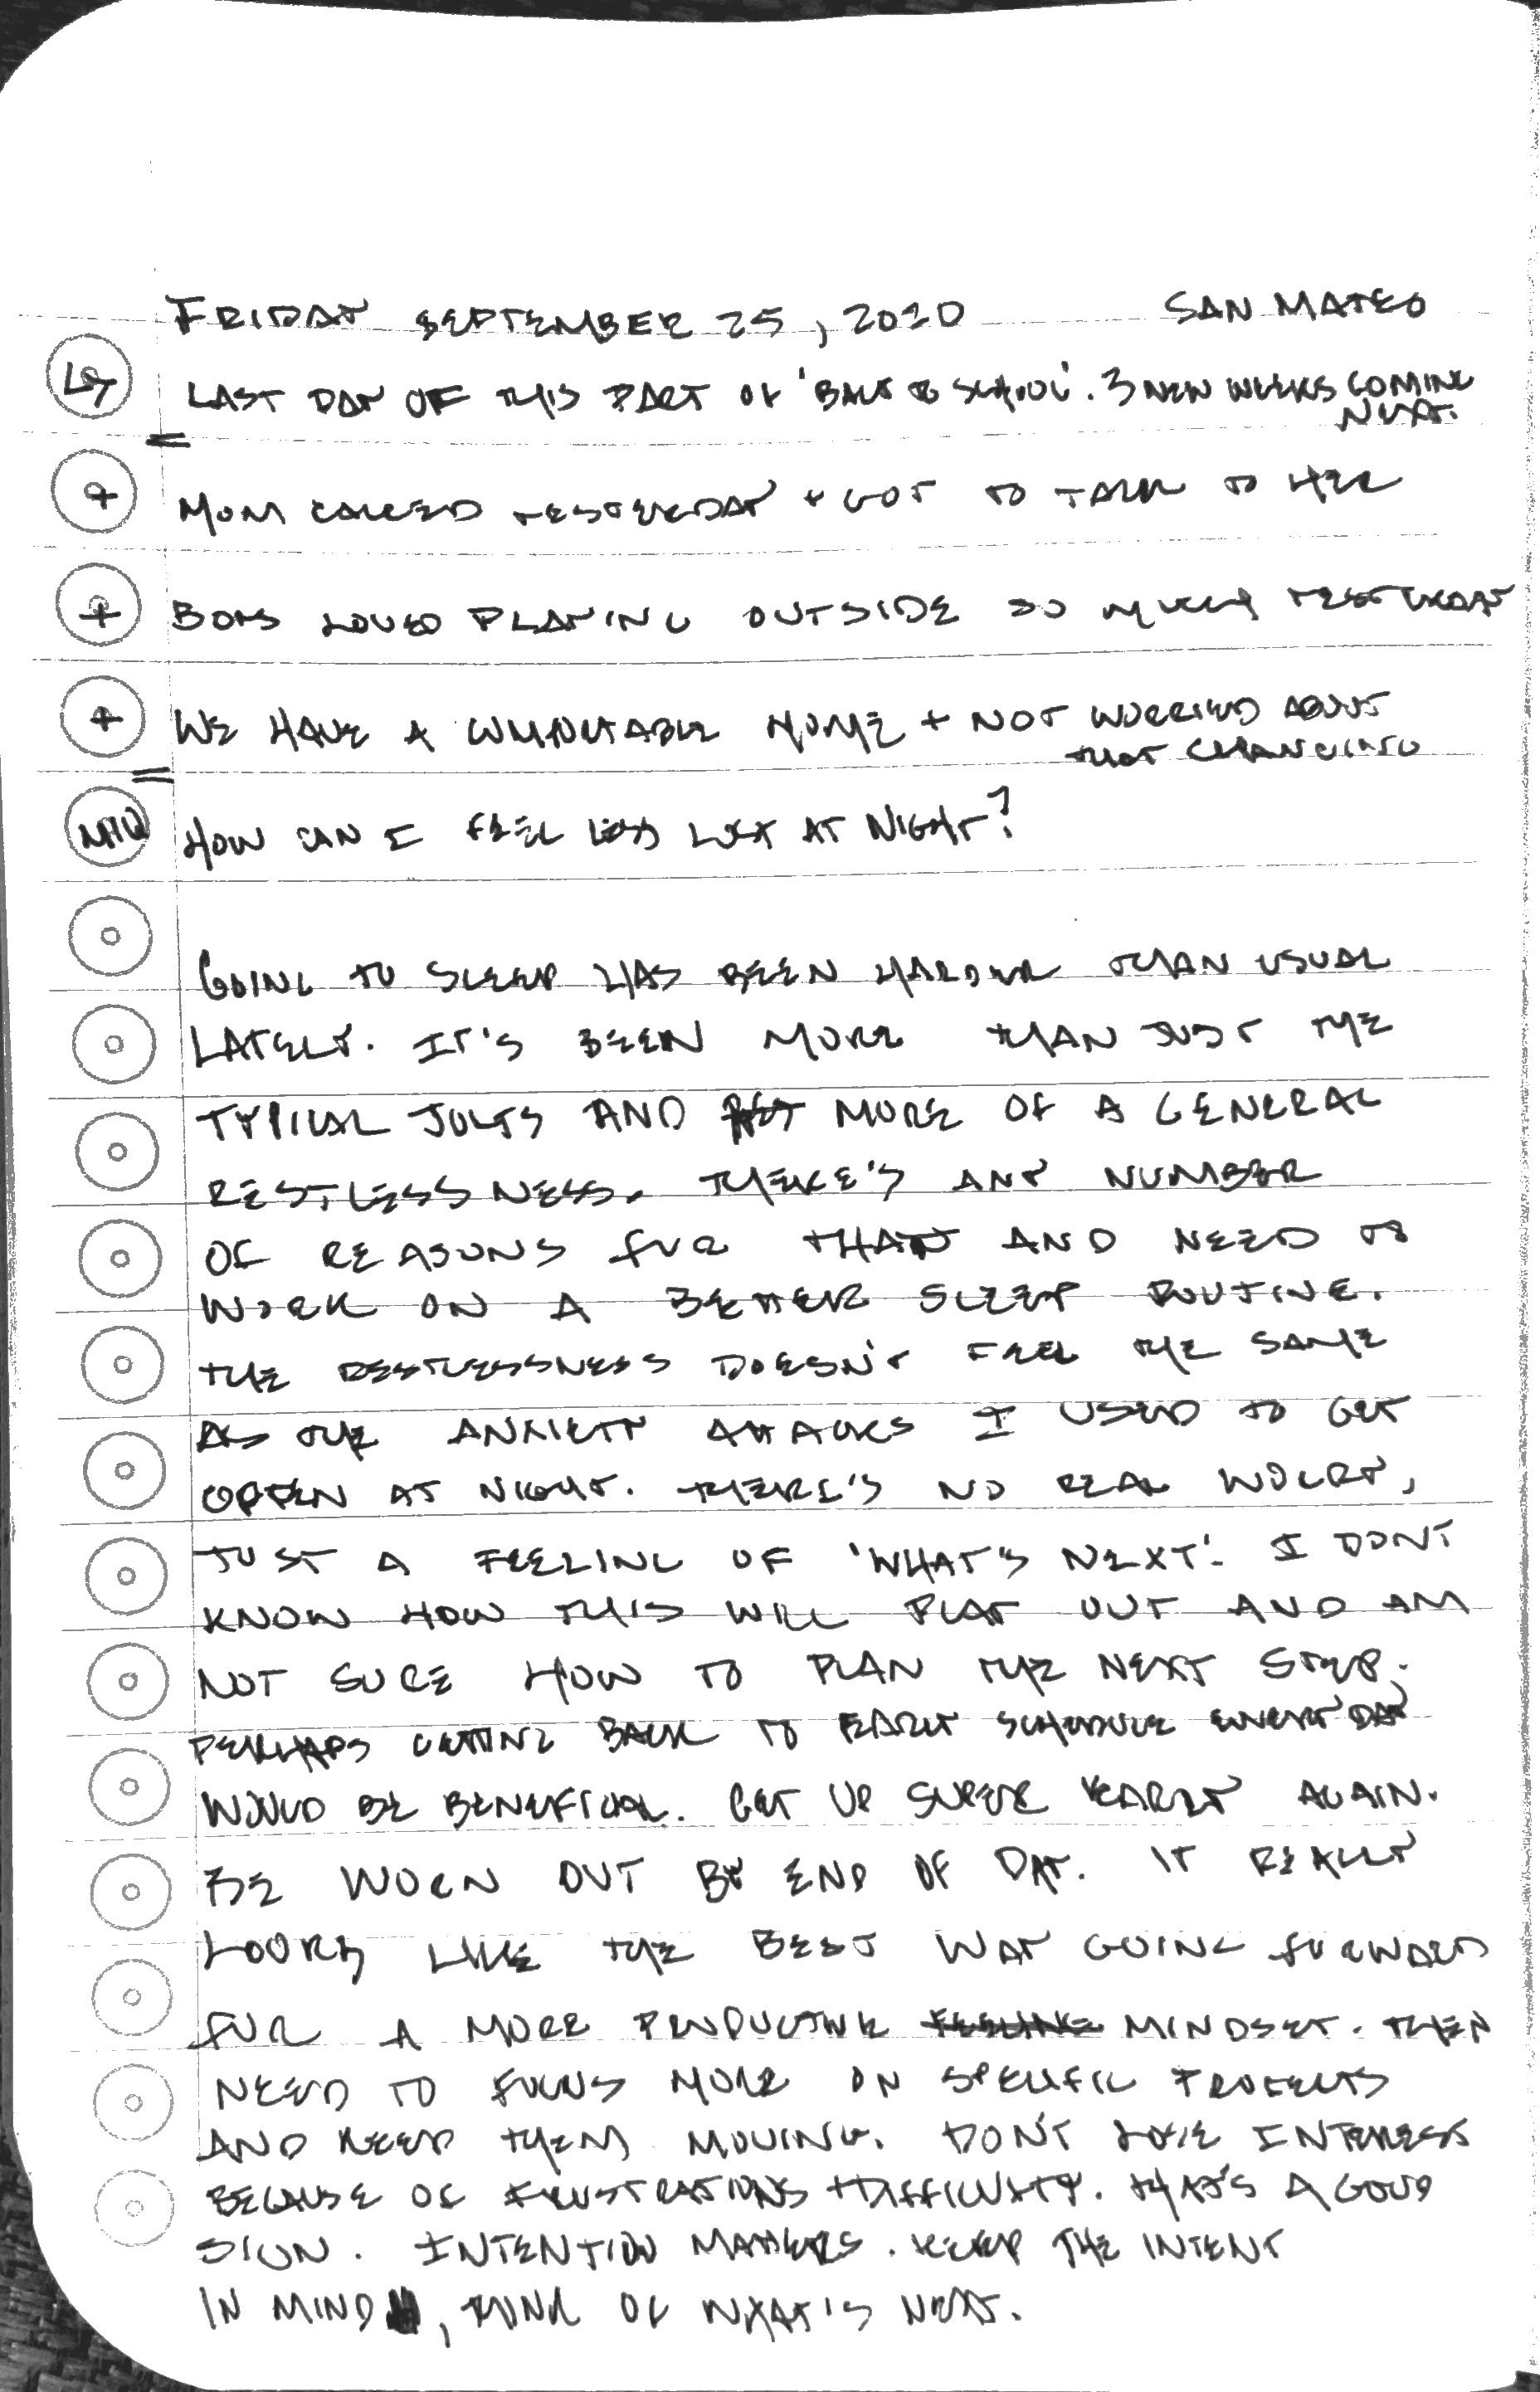 FRIDAY SEPTEMBER 25, 2020 SAN MATEO
LAST DAY OF THIS PART OF 'BACK TO SCHOOL'. 3 NEW WEEKS COMING
NEXT.
+ MOM CALLED YESTERDAY + GOT TO TALK TO HER
+ BOYS LOVED PLAYING OUTSIDE SO MUCH YESTERDAY
+ WE HAVE A COMFORTABLE HOME + NOT WORRIED ABOUT
THAT CHANGING
HOW CAN I FEEL LESS LOST AT NIGHT?
GOING TO SLEEP HAS BEEN HARDER THAN USUAL
LATELY. IT'S BEEN MORE THAN JUST THE
TYPICAL JOLTS AND MORE OF A GENERAL
RESTLESSNESS. THERE'S ANY NUMBER
OF REASONS FOR THAT AND NEED TO
WORK ON A BETTER SLEEP ROUTINE.
THE RESTLESSNESS DOESN'T FEEL THE SAME
AS THE ANXIETY ATTACKS I USED TO GET
OFTEN AT NIGHT. THERE'S NO REAL WORRY,
JUST A FEELING OF 'WHAT'S NEXT'. I DON'T
KNOW HOW THIS WILL PLAY OUT AND AM
NOT SURE HOW TO PLAN THE NEXT STEP.
PERHAPS GETTING BACK TO EARLY SCHEDULE EVERY DAY
WOULD BE BENEFICIAL. GET UP SUPER EARLY AGAIN.
BE WORN OUT BY END OF DAY. IT REALLY
LOOKS LIKE THE BEST WAY GOING FORWARD
FOR A MORE PRODUCTIVE FEELING MINDSET. THEN
NEED TO FOCUS MORE ON SPECIFIC PROJECTS
AND KEEP THEM MOVING. DON'T LOSE INTEREST
BECAUSE OF FRUSTRATIONS + DIFFICULTY. THAT'S A GOOD
SIGN. INTENTION MATTERS. KEEP THE INTENT
IN MIND, THINK OF WHAT'S NEXT.